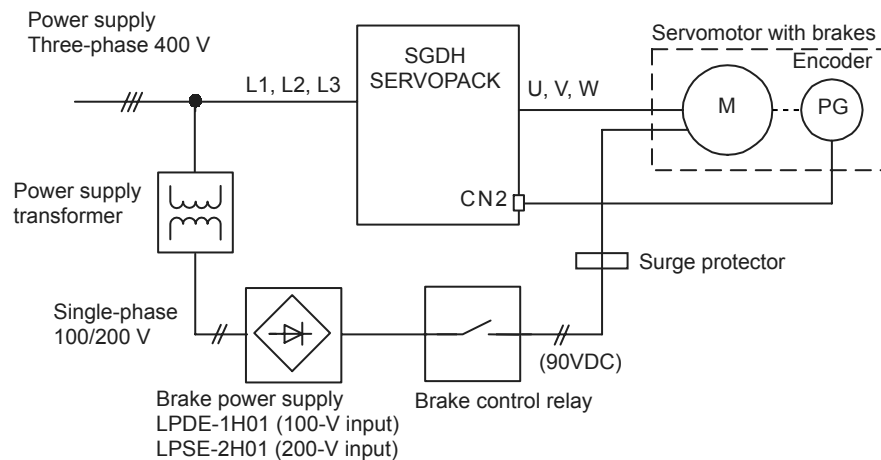 Power supply
Three-phase 400 V
SGDH
SERVOPACK
Servomotor with brakes
Encoder
L1, L2, L3
U, V, W
M
PG
Power supply
transformer
CN2
Surge protector
Single-phase
100/200 V
(90VDC)
Brake power supply
LPDE-1H01 (100-V input)
LPSE-2H01 (200-V input)
Brake control relay